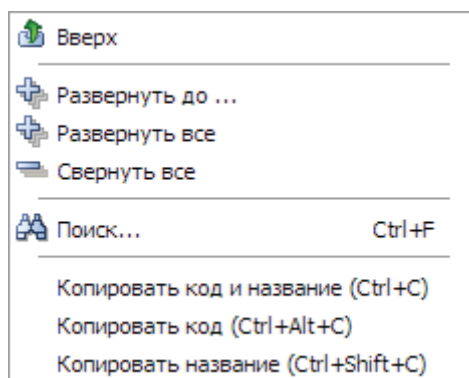 Вверх
Развернуть до ...
Развернуть все
Свернуть все
Поиск... Ctrl+F
Копировать код и название (Ctrl+C)
Копировать код (Ctrl+Alt+C)
Копировать название (Ctrl+Shift+C)